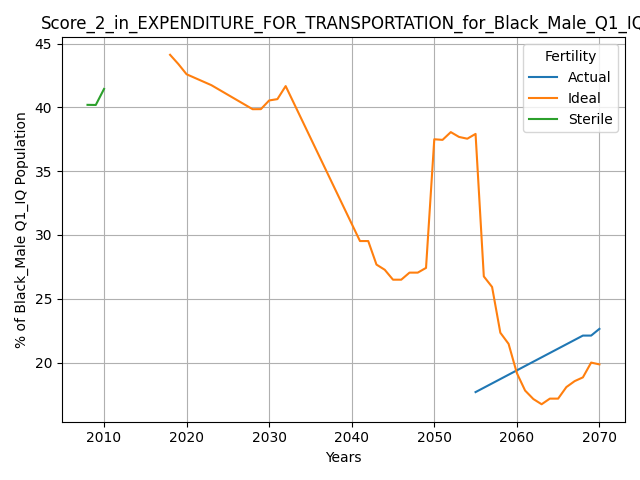 Score_2_in_EXPENDITURE_FOR_TRANSPORTATION_for_Black_Male_Q1_IQ
Fertility
Actual
Ideal
Sterile
% of Black_Male Q1_IQ Population
45
40
35
30
25
20
2010
2020
2030
2040
2050
2060
2070
Years